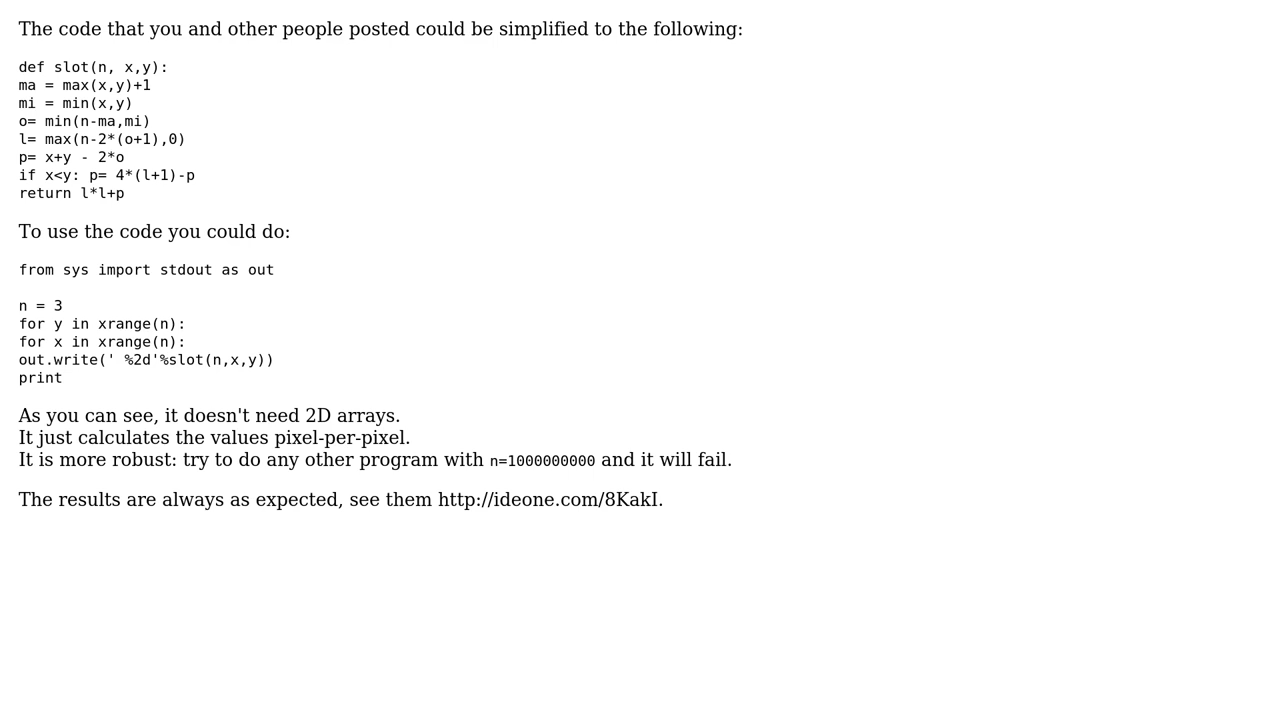 The code that you and other people posted could be simplified to the following:
def slot(n, x,y):
ma = max(x,y)+1
mi = min(x,y)
o= min(n-ma,mi)
l= max(n-2*(o+1),0)
p= x+y - 2*o
if x<y: p= 4*(l+1)-p
return l*l+p
To use the code you could do:
from sys import stdout as out
n = 3
for y in xrange(n):
for x in xrange(n):
out.write(' %2d'%slot(n,x,y))
print
As you can see, it doesn't need 2D arrays.
It just calculates the values pixel-per-pixel.
It is more robust: try to do any other program with n=1000000000 and it will fail.
The results are always as expected, see them http://ideone.com/8KakI.